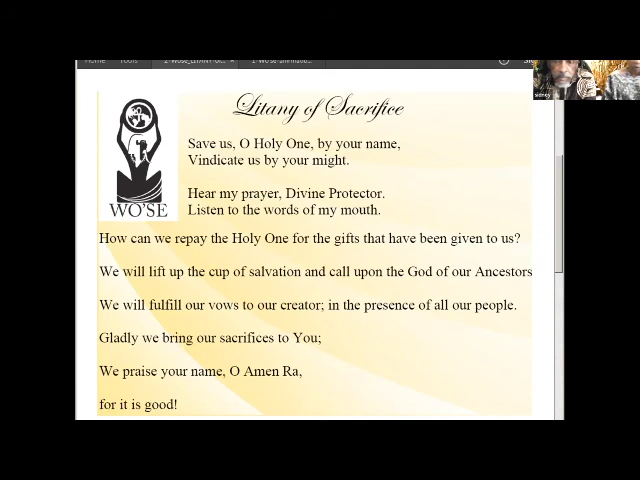 Home Tools
Litany of Sacrifice
Save us, O Holy One, by your name,
Vindicate us by your might.
Hear my prayer, Divine Protector.
Listen to the words of my mouth.
WO'SE
How can we repay the Holy One for the gifts that have been given to us?
We will lift up the cup of salvation and call upon the God of our Ancestors
We will fulfill our vows to our creator; in the presence of all our people.
Gladly we bring our sacrifices to You;
We praise your name, O Amen Ra,
for it is good!
sidney